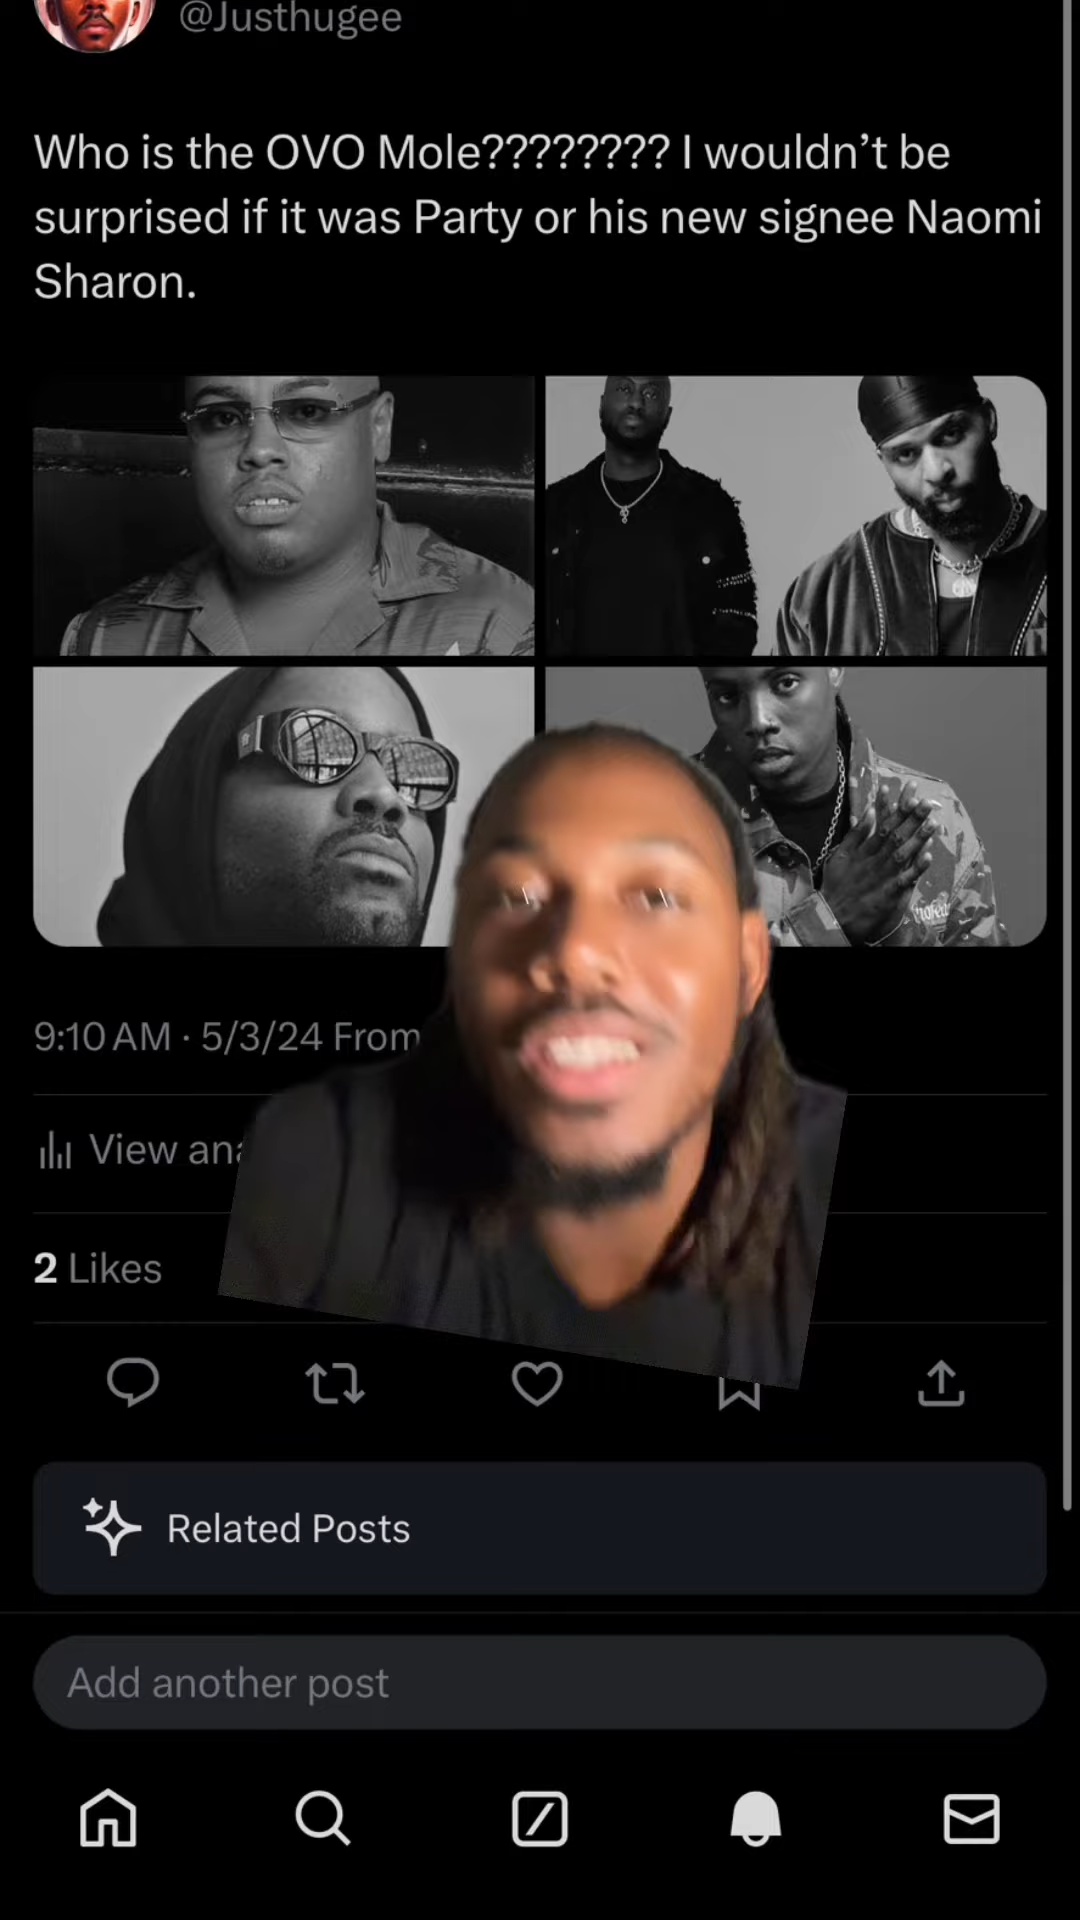 @Justhugee
Who is the OVO Mole???????? I wouldn’t be
surprised if it was Party or his new signee Naomi
Sharon.
9:10 AM · 5/3/24 From
View ana
2 Likes
Related Posts
Add another post